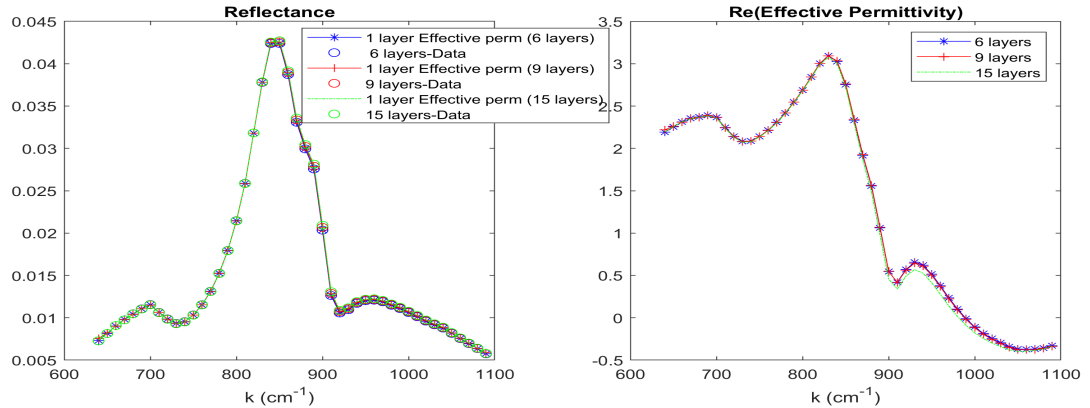 Reflectance
0.045
0.04
0.035
0.03
0.025
0.02
0.015
0.01
0.005
600
700
800
900
1000
1100
k (cm⁻¹)
1 layer Effective perm (6 layers)
6 layers-Data
1 layer Effective perm (9 layers)
9 layers-Data
1 layer Effective perm (15 layers)
15 layers-Data
Re(Effective Permittivity)
3.5
3
2.5
2
1.5
1
0.5
0
-0.5
600
700
800
900
1000
1100
k (cm⁻¹)
6 layers
9 layers
15 layers